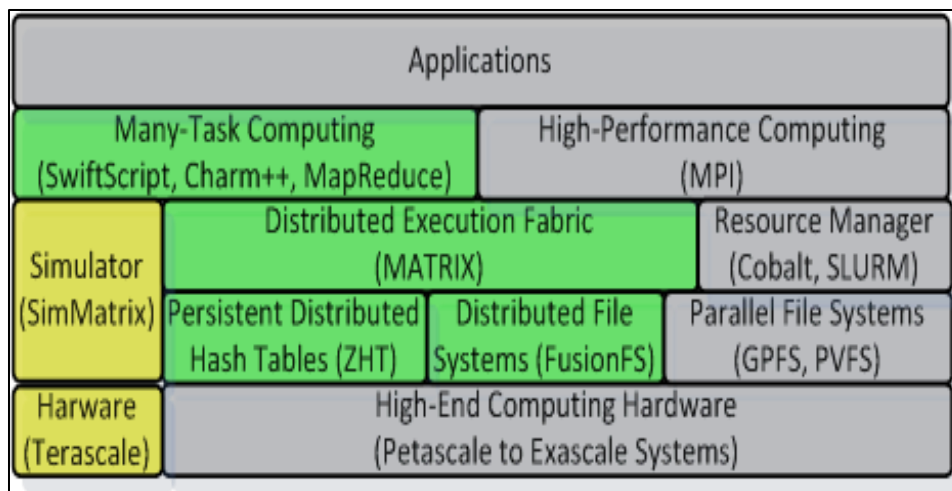 Applications
Many-Task Computing
(SwiftScript, Charm++, MapReduce)
High-Performance Computing
(MPI)
Simulator
(SimMatrix)
Distributed Execution Fabric
(MATRIX)
Resource Manager
(Cobalt, SLURM)
Persistent Distributed
Hash Tables (ZHT)
Distributed File
Systems (FusionFS)
Parallel File Systems
(GPFS, PVFS)
Harware
(Terascale)
High-End Computing Hardware
(Petascale to Exascale Systems)